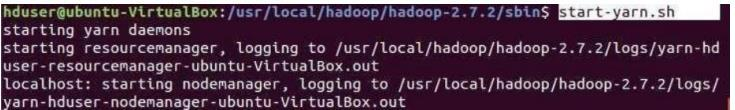 hduser@ubuntu-VirtualBox:/usr/local/hadoop/hadoop-2.7.2/sbin$ start-yarn.sh
starting yarn daemons
starting resourcemanager, logging to /usr/local/hadoop/hadoop-2.7.2/logs/yarn-hd
user-resourcemanager-ubuntu-VirtualBox.out
localhost: starting nodemanager, logging to /usr/local/hadoop/hadoop-2.7.2/logs/
yarn-hduser-nodemanager-ubuntu-VirtualBox.out